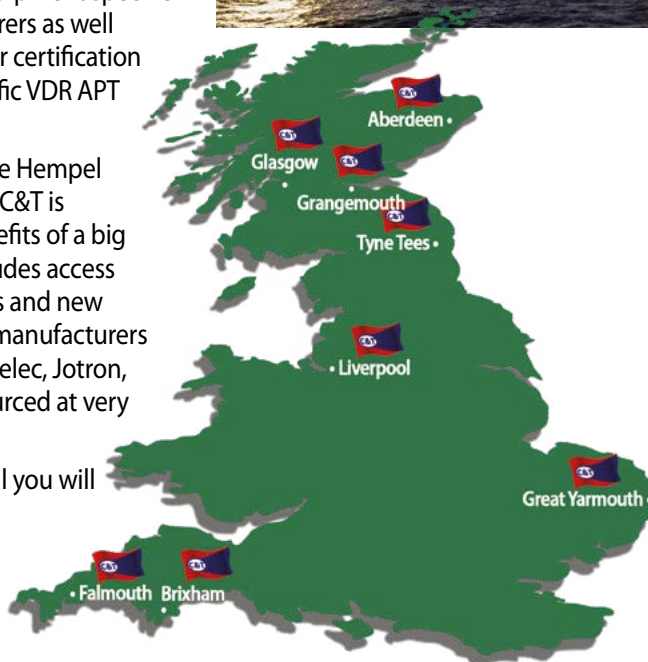 rers as well
r certification
fic VDR APT
e Hempel
C&T is
efits of a big
udes access
s and new
manufacturers
elec, Jotron,
urced at very
l you will
C&T
Aberdeen
C&T
Glasgow
C&T
Grangemouth
C&T
Tyne Tees
C&T
Liverpool
C&T
Great Yarmouth
C&T
Falmouth
C&T
Brixham